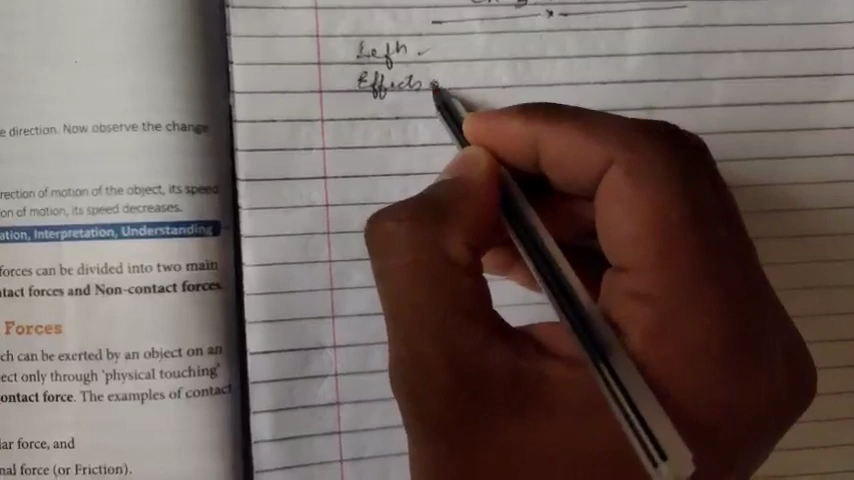 e direction. Now observe the change
rection of motion of the object, its speed
on of motion, its speed decreases.
ation, Interpretation, Understanding
forces can be divided into two main
tact forces and Non-contact forces
Forces
ch can be exerted by an object on an
ect only through 'physical touching'
ontact force. The examples of contact
lar force, and
nal force (or Friction).
Effects